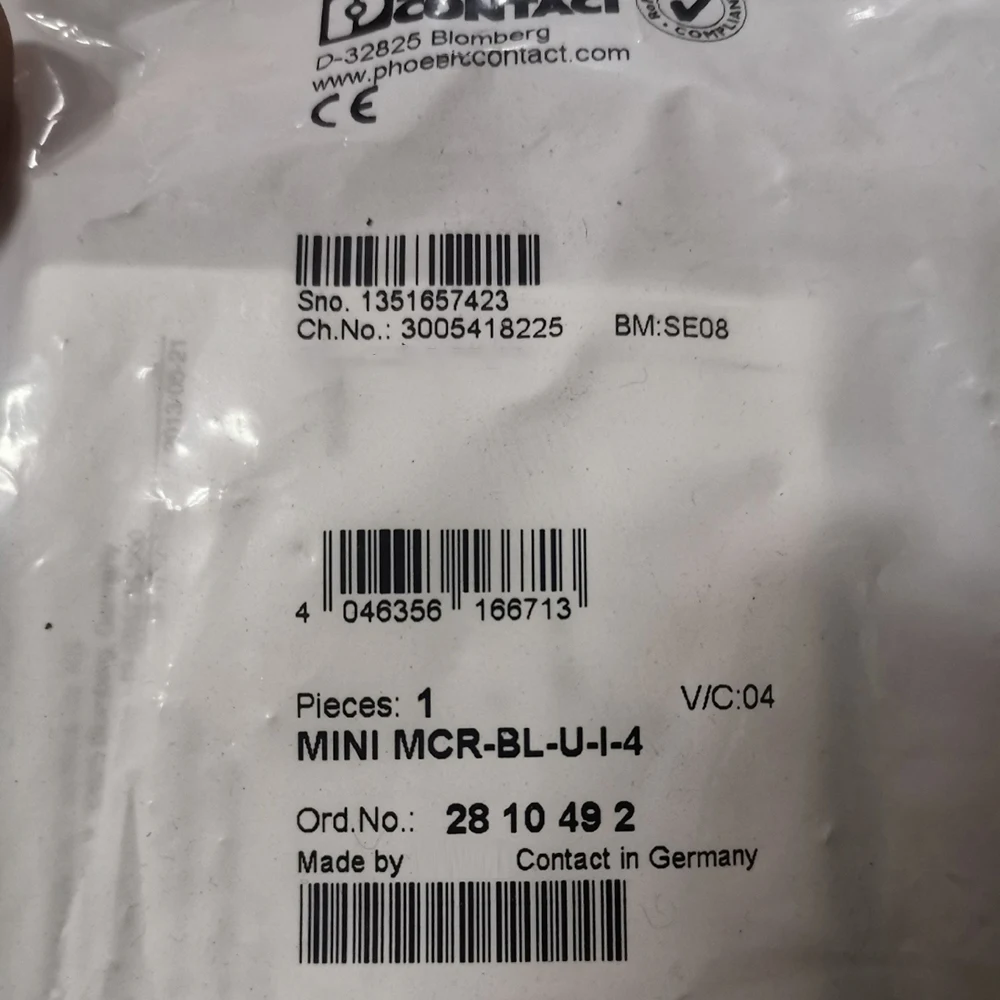 CONTACT
COMPLIAN
D-32825 Blomberg
www.phoenixcontact.com
CE
Sno. 1351657423
Ch.No.: 3005418225 BM:SE08
4 046356 166713
Pieces: 1 V/C:04
MINI MCR-BL-U-I-4
Ord.No.: 28 10 49 2
Made by Contact in Germany